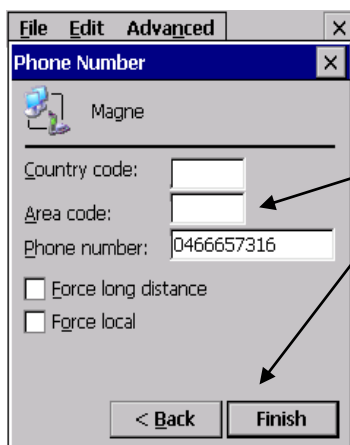 File Edit Advanced ×
Phone Number ×
Magne
Country code:
Area code:
Phone number: 0466657316
Force long distance
Force local
< Back Finish